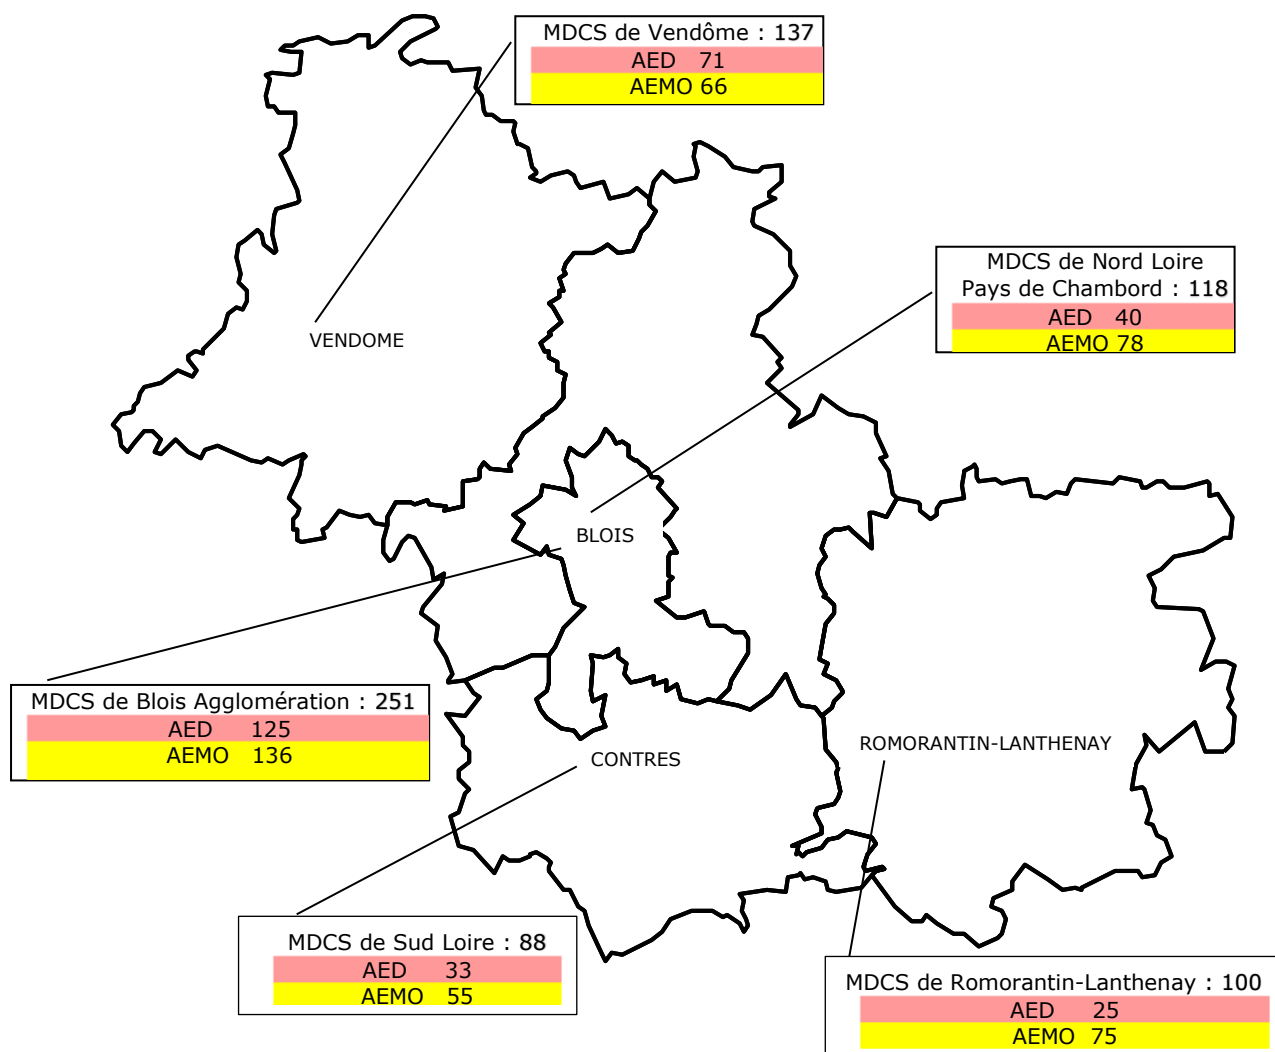 MDCS de Vendôme : 137
AED 71
AEMO 66
MDCS de Nord Loire
Pays de Chambord : 118
AED 40
AEMO 78
VENDOME
BLOIS
MDCS de Blois Agglomération : 251
AED 125
AEMO 136
CONTRES
ROMORANTIN-LANTHENAY
MDCS de Sud Loire : 88
AED 33
AEMO 55
MDCS de Romorantin-Lanthenay : 100
AED 25
AEMO 75